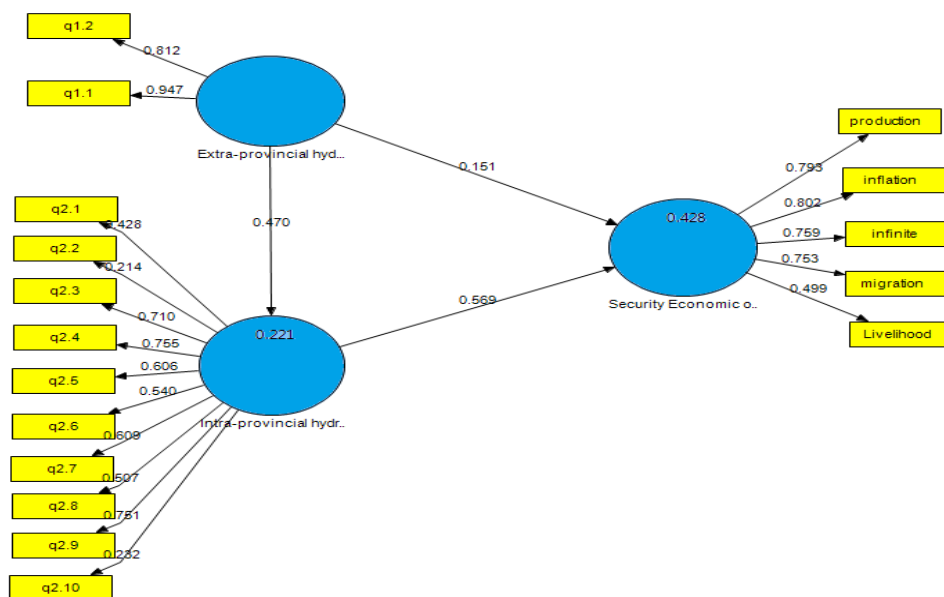 q1.2
0.812
q1.1
0.947
Extra-provincial hyd...
production
0.151
0.793
inflation
0.802
q2.1
0.428
0.470
0.428
infinite
0.759
q2.2
0.214
migration
0.753
q2.3
0.710
0.569
Security Economic o..
0.499
Livelihood
q2.4
0.755
0.221
q2.5
0.606
q2.6
0.540
Intra-provincial hydr..
0.609
q2.7
0.507
q2.8
0.751
q2.9
0.232
q2.10